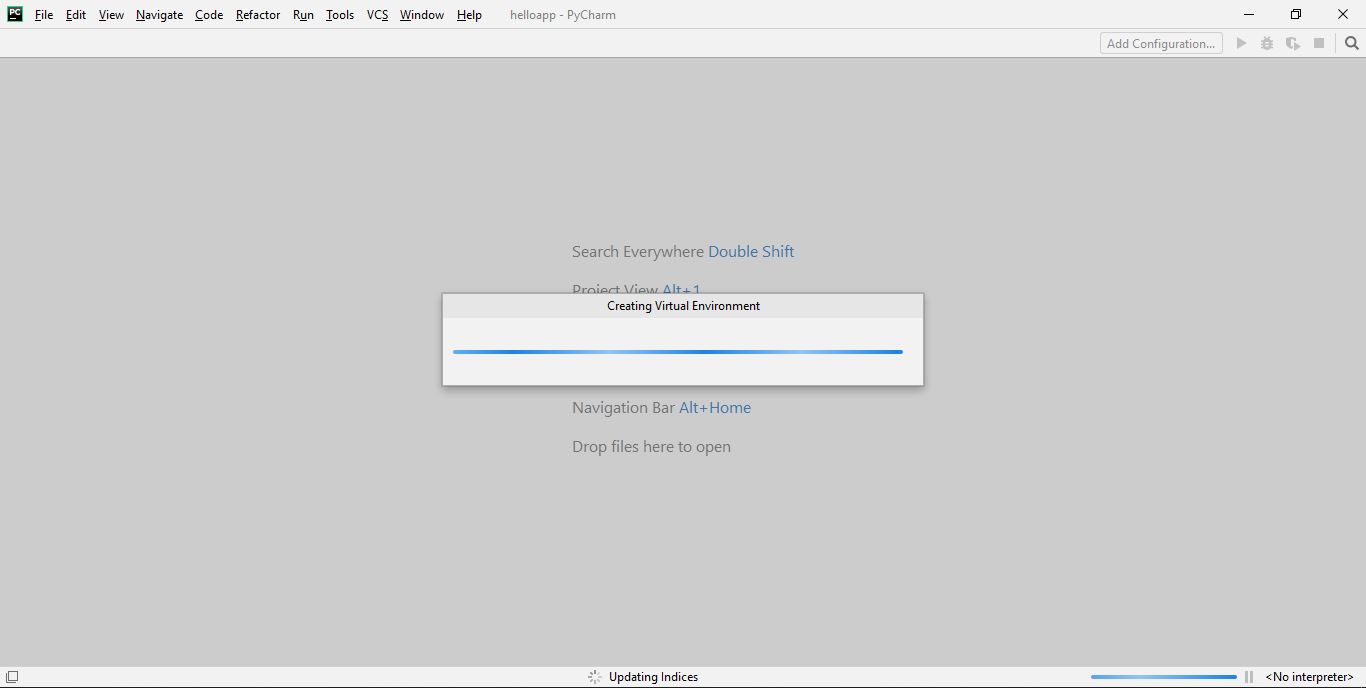 PC File Edit View Navigate Code Refactor Run Tools VCS Window Help helloapp - PyCharm
Add Configuration...
Search Everywhere Double Shift
Project View Alt+1
Creating Virtual Environment
Navigation Bar Alt+Home
Drop files here to open
Updating Indices <No interpreter>